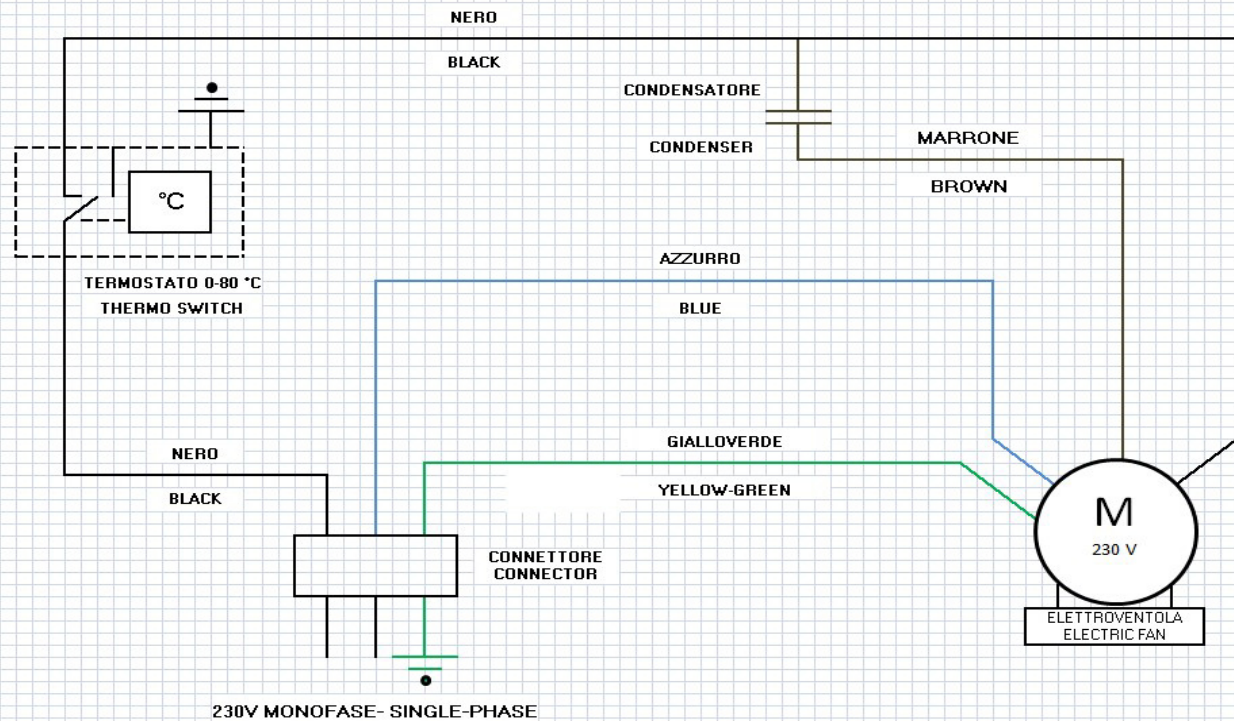 NERO
BLACK
CONDENSATORE
CONDENSER
MARRONE
BROWN
°C
TERMOSTATO 0-80 °C
THERMO SWITCH
AZZURRO
BLUE
NERO
BLACK
GIALLOVERDE
YELLOW-GREEN
CONNETTORE
CONNECTOR
M
230 V
ELETTROVENTOLA
ELECTRIC FAN
230V MONOFASE- SINGLE-PHASE